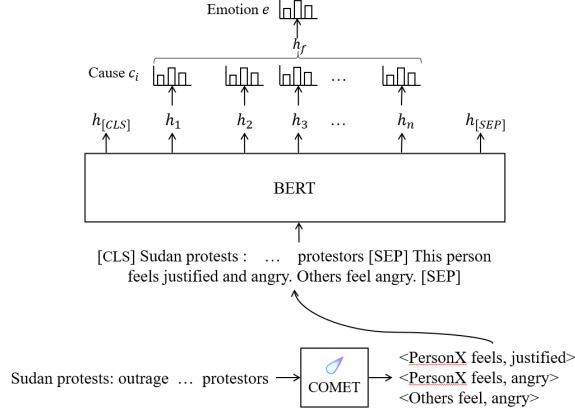 Emotion e
h_f
Cause c_i
...
h_[CLS] h_1 h_2 h_3 ... h_n h_[SEP]
BERT
[CLS] Sudan protests : ... protestors [SEP] This person
feels justified and angry. Others feel angry. [SEP]
<PersonX feels, justified>
Sudan protests: outrage ... protestors
COMET
<PersonX feels, angry>
<Others feel, angry>